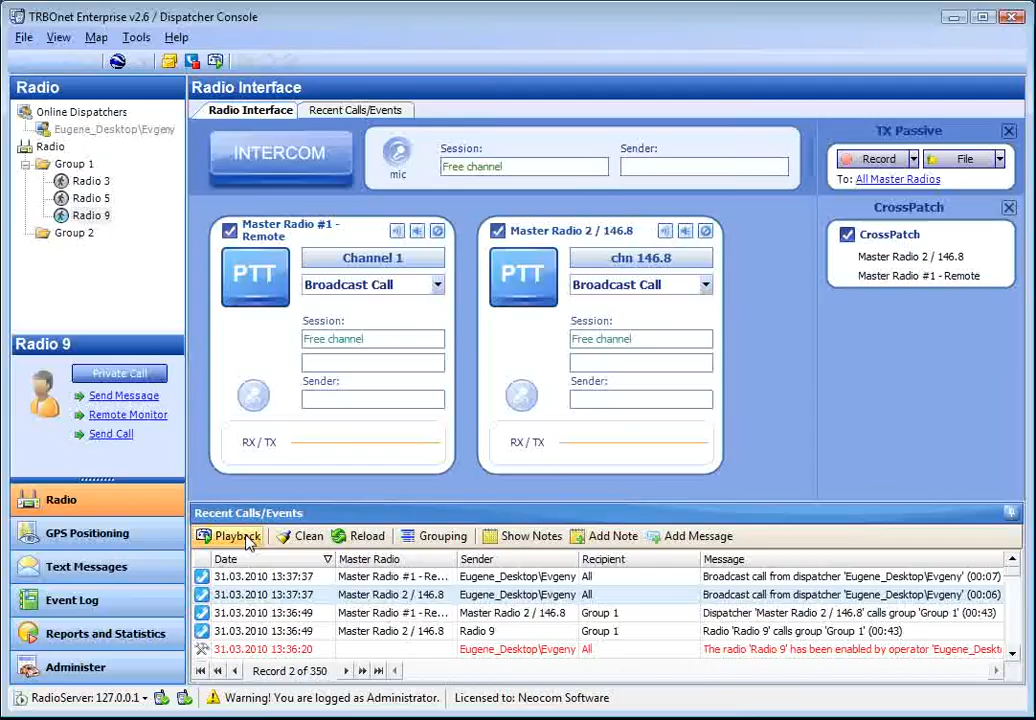 TRBOnet Enterprise v2.6 / Dispatcher Console
File View Map Tools Help
Radio
Online Dispatchers
Eugene_Desktop\Evgeny
Radio
Group 1
Radio 3
Radio 5
Radio 9
Group 2
Radio 9
Private Call
Send Message
Remote Monitor
Send Call
Radio
GPS Positioning
Text Messages
Event Log
Reports and Statistics
Administer
Radio Interface
Radio Interface Recent Calls/Events
INTERCOM
mic
Session:
Free channel
Sender:
Master Radio #1 -
Remote
PTT
Channel 1
Broadcast Call
Session:
Free channel
Sender:
RX / TX
Master Radio 2 / 146.8
PTT
chn 146.8
Broadcast Call
Session:
Free channel
Sender:
RX / TX
TX Passive
Record File
To: All Master Radios
CrossPatch
CrossPatch
Master Radio 2 / 146.8
Master Radio #1 - Remote
Recent Calls/Events
Playback Clean Reload Grouping Show Notes Add Note Add Message
Date Master Radio Sender Recipient Message
31.03.2010 13:37:37 Master Radio #1 - Re... Eugene_Desktop\Evgeny All Broadcast call from dispatcher 'Eugene_Desktop\Evgeny' (00:07)
31.03.2010 13:37:37 Master Radio 2 / 146.8 Eugene_Desktop\Evgeny All Broadcast call from dispatcher 'Eugene_Desktop\Evgeny' (00:06)
31.03.2010 13:36:49 Master Radio #1 - Re... Master Radio 2 / 146.8 Group 1 Dispatcher 'Master Radio 2 / 146.8' calls group 'Group 1' (00:43)
31.03.2010 13:36:49 Master Radio 2 / 146.8 Radio 9 Group 1 Radio 'Radio 9' calls group 'Group 1' (00:43)
31.03.2010 13:36:20 Eugene_Desktop\Evgeny All The radio 'Radio 9' has been enabled by operator 'Eugene_Deskt
Record 2 of 350
RadioServer: 127.0.0.1 Warning! You are logged as Administrator. Licensed to: Neocom Software